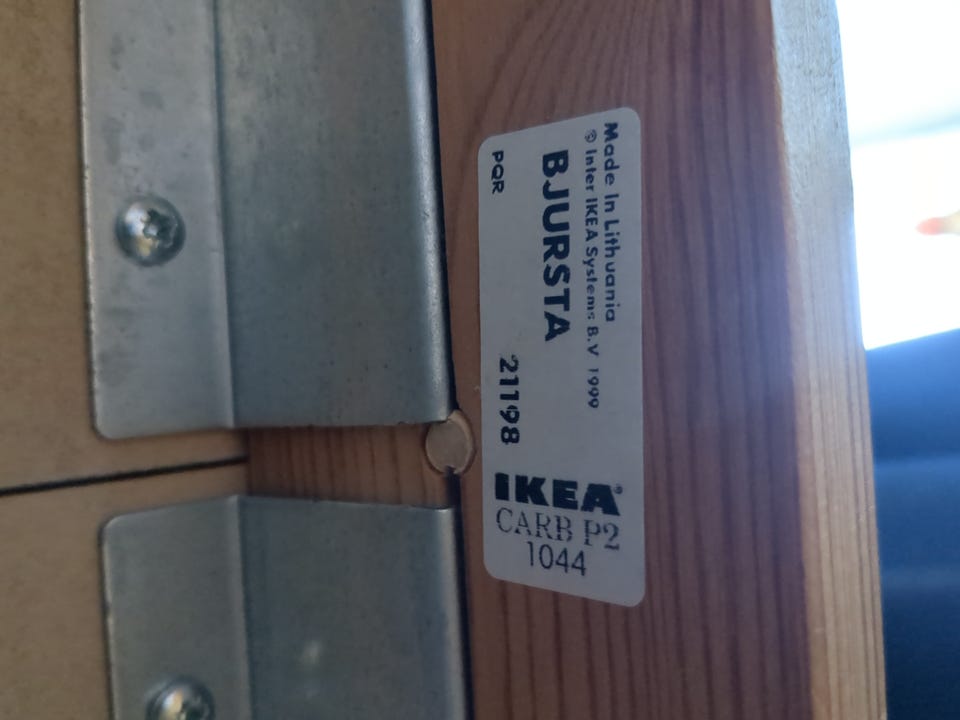 Made In Lithuania
© Inter IKEA Systems B.V 1999
BJURSTA
21198
PQR
IKEA®
CARB P2
1044